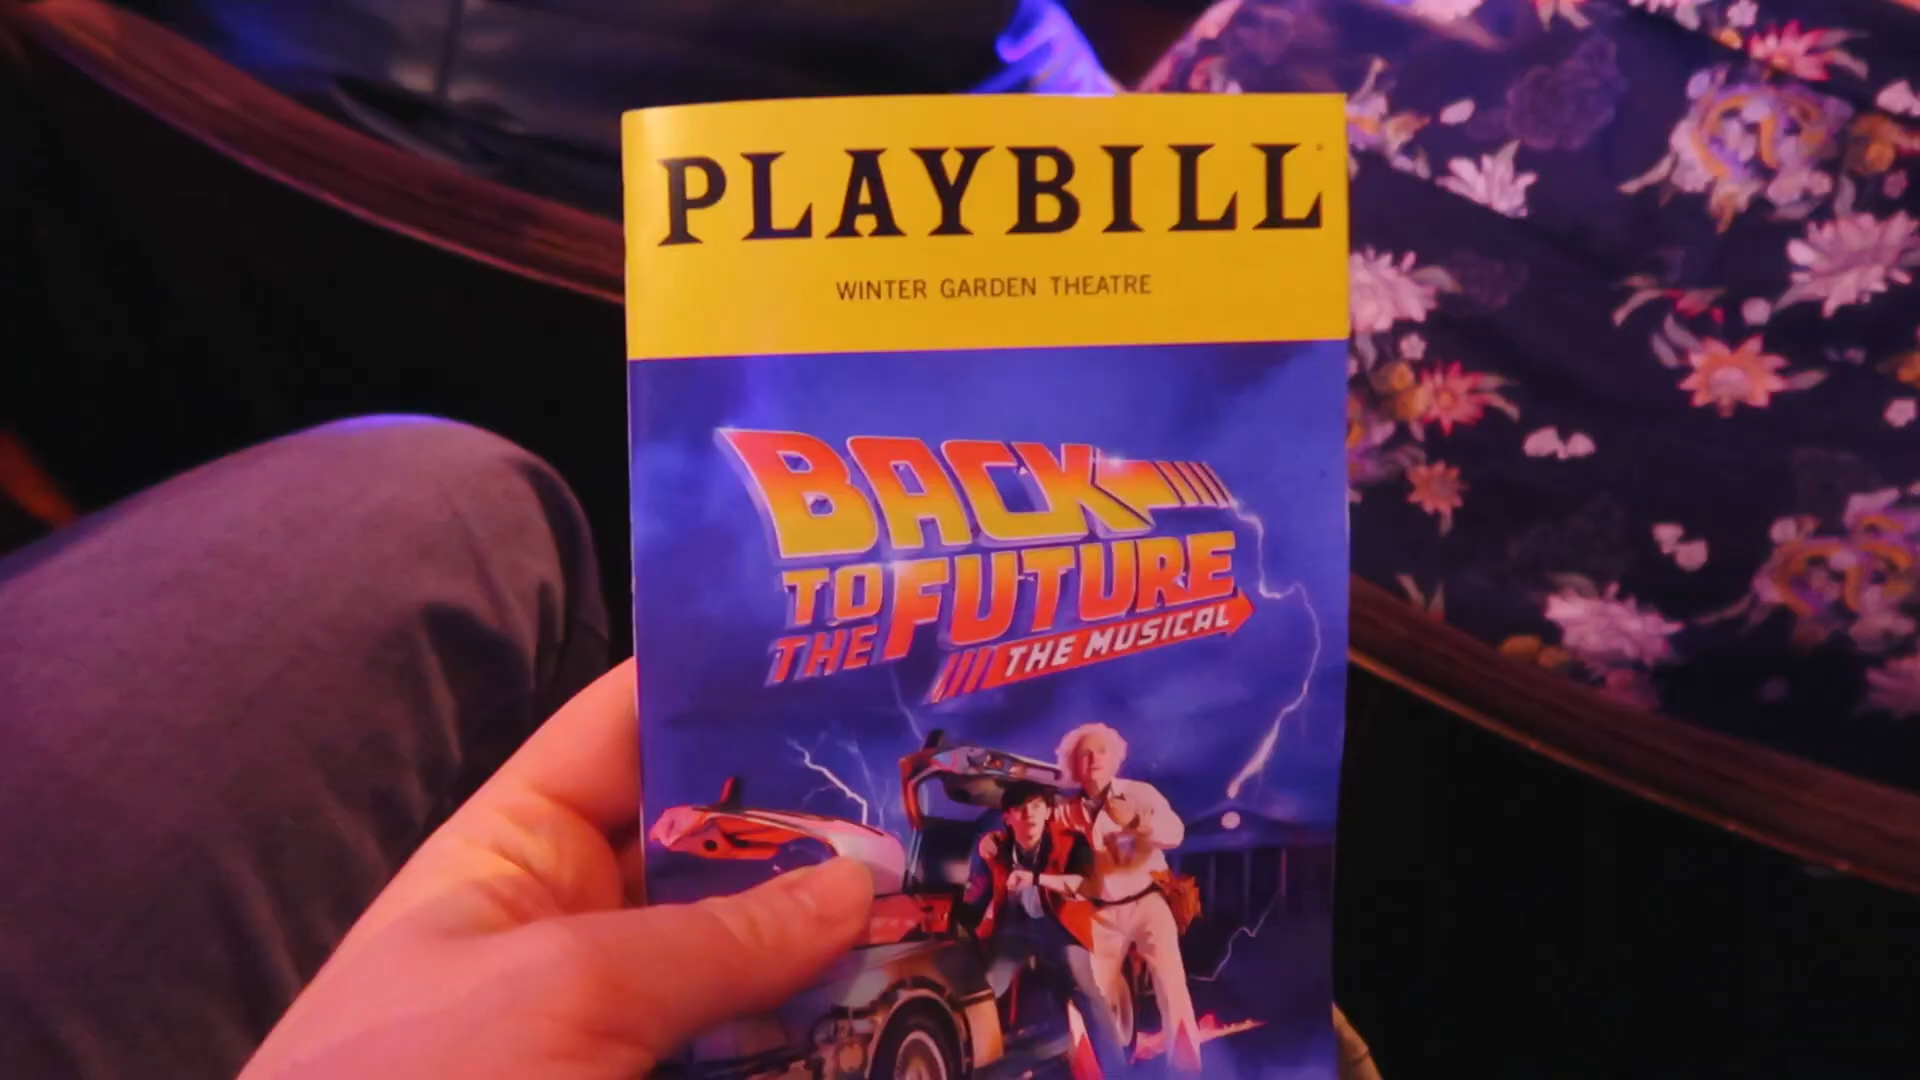 PLAYBILL
WINTER GARDEN THEATRE
BACK
TO THE FUTURE
THE MUSICAL